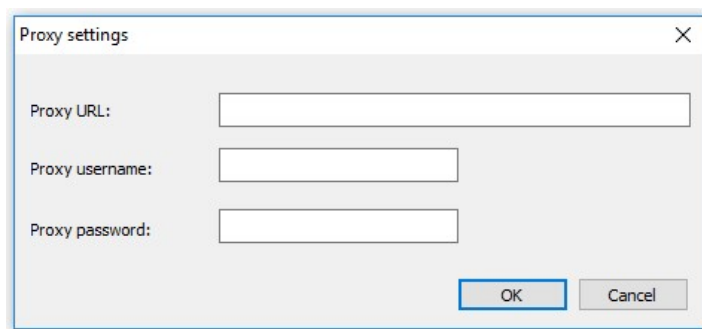 Proxy settings
Proxy URL:
Proxy username:
Proxy password:
OK Cancel